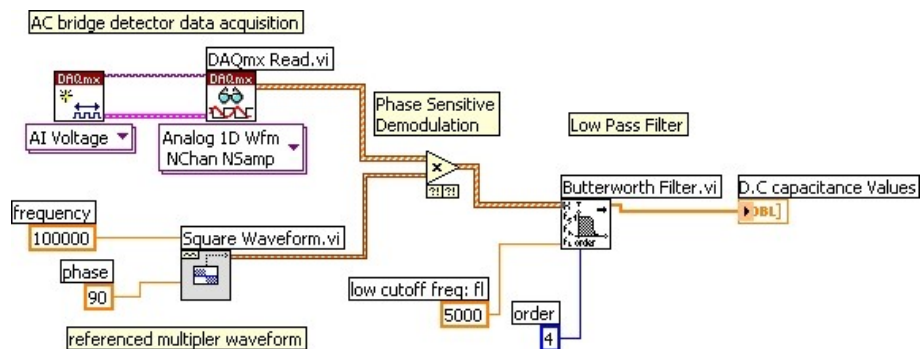 AC bridge detector data acquisition
DAQmx Read.vi
DAQmx
DAQmx
AI Voltage
Analog 1D Wfm
NChan NSamp
Phase Sensitive
Demodulation
Low Pass Filter
×
?! ?!
Butterworth Filter.vi
D.C capacitance Values
DBL]
frequency
100000
Square Waveform.vi
phase
90
low cutoff freq: fl
5000
order
order
4
referenced multipler waveform